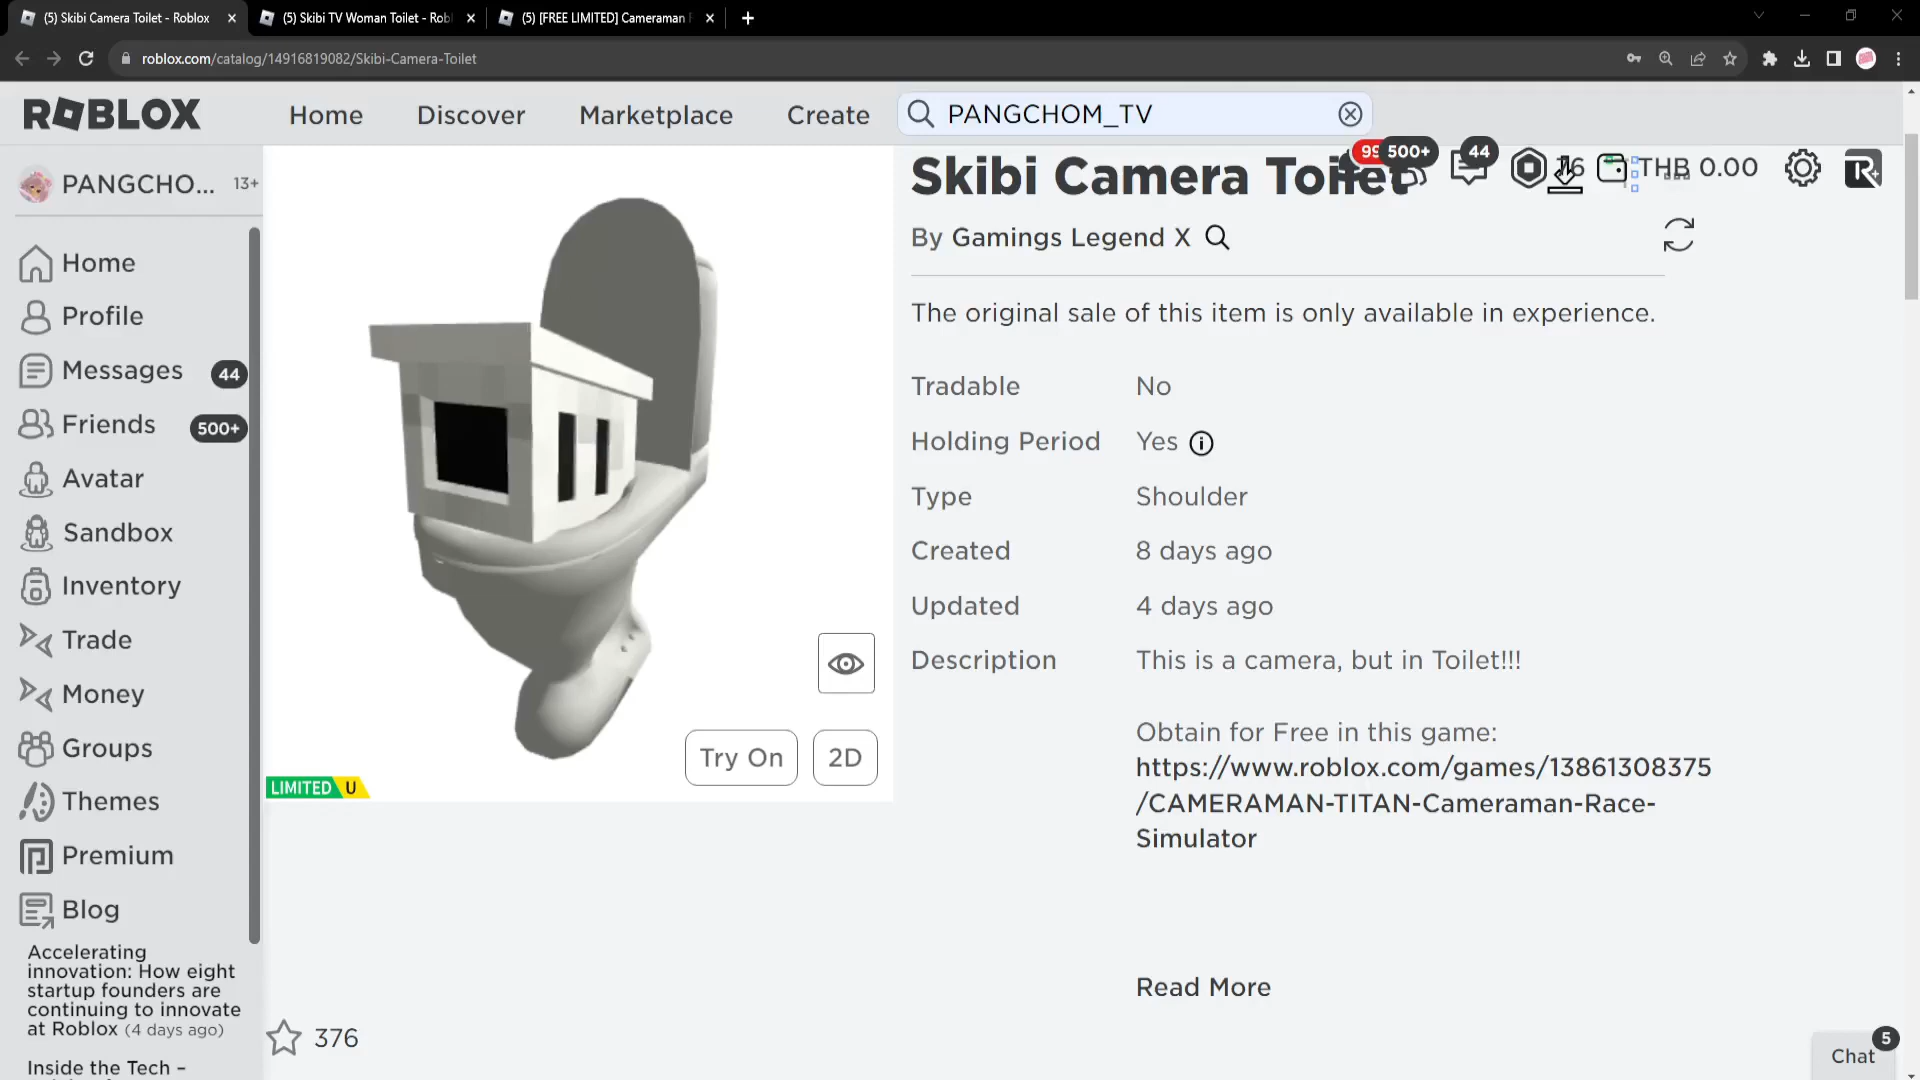 (5) Skibi Camera Toilet - Roblox
(5) Skibi TV Woman Toilet - Rob
(5) [FREE LIMITED] Cameraman
roblox.com/catalog/14916819082/Skibi-Camera-Toilet
ROBLOX
Home
Discover
Marketplace
Create
PANGCHOM_TV
99
500+
44
THB 0.00
PANGCHO...
13+
Home
Profile
Messages
44
Friends
500+
Avatar
Sandbox
Inventory
Trade
Money
Groups
Themes
Premium
Blog
Accelerating
innovation: How eight
startup founders are
continuing to innovate
at Roblox (4 days ago)
Inside the Tech –
Try On
2D
LIMITED U
376
Skibi Camera Toilet
By Gamings Legend X
The original sale of this item is only available in experience.
Tradable No
Holding Period Yes
Type Shoulder
Created 8 days ago
Updated 4 days ago
Description This is a camera, but in Toilet!!!
Obtain for Free in this game:
https://www.roblox.com/games/13861308375
/CAMERAMAN-TITAN-Cameraman-Race-
Simulator
Read More
Chat
5